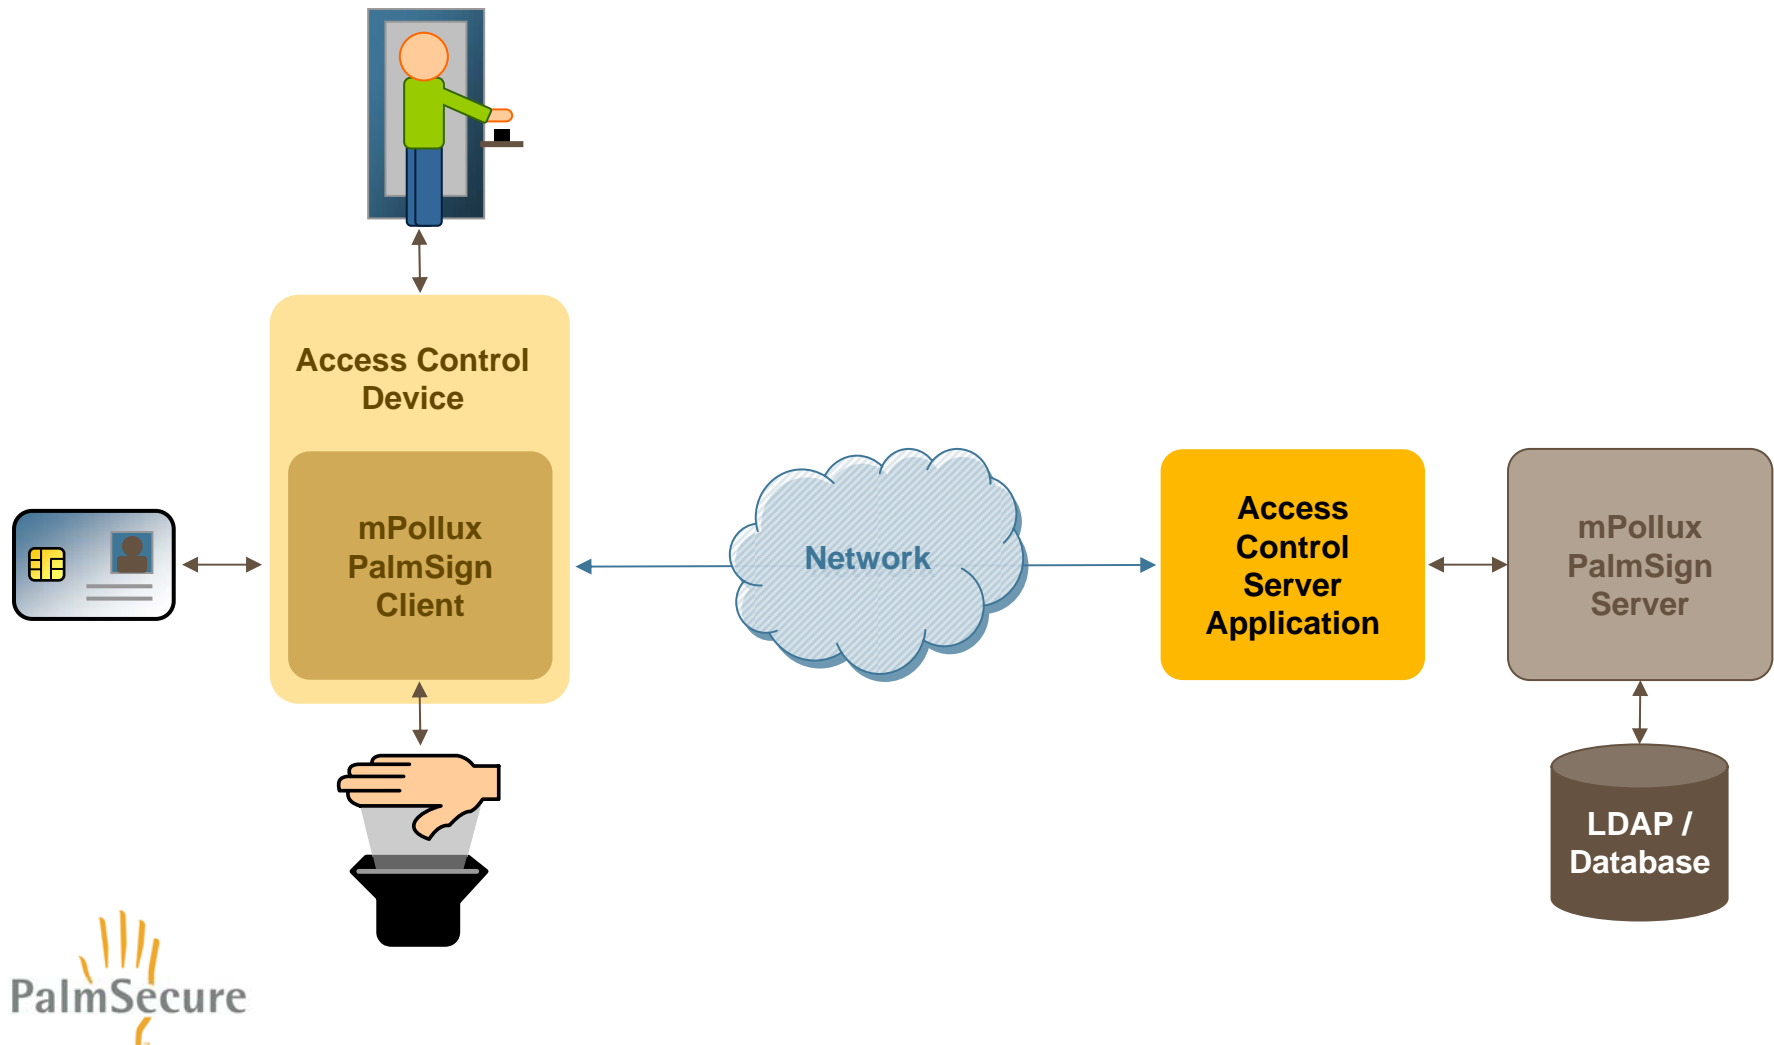 Access Control
Device
mPollux
PalmSign
Client
Network
Access
Control
Server
Application
mPollux
PalmSign
Server
LDAP /
Database
PalmSecure